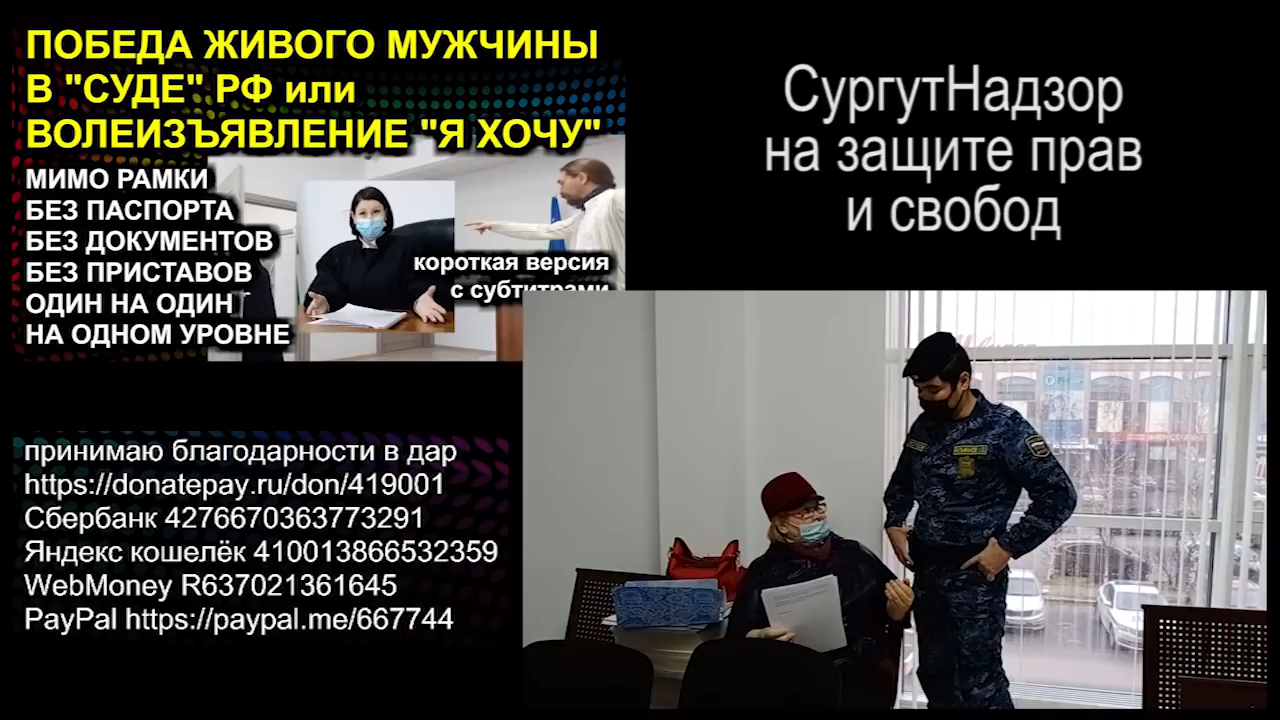 ПОБЕДА ЖИВОГО МУЖЧИНЫ
В "СУДЕ" РФ или
ВОЛЕИЗЪЯВЛЕНИЕ "Я ХОЧУ"
МИМО РАМКИ
БЕЗ ПАСПОРТА
БЕЗ ДОКУМЕНТОВ
БЕЗ ПРИСТАВОВ
ОДИН НА ОДИН
НА ОДНОМ УРОВНЕ
короткая версия
с субтитрами
СургутНадзор
на защите прав
и свобод
принимаю благодарности в дар
https://donatepay.ru/don/419001
Сбербанк 4276670363773291
Яндекс кошелёк 410013866532359
WebMoney R637021361645
PayPal https://paypal.me/667744